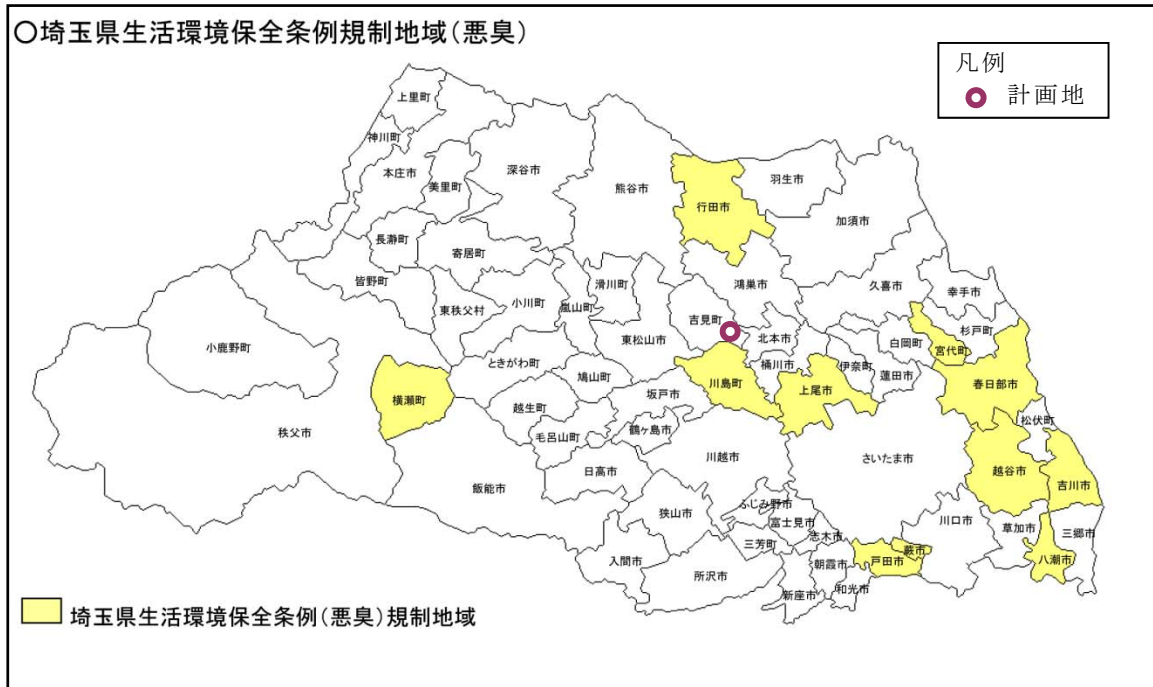 ○埼玉県生活環境保全条例規制地域(悪臭)
凡例
計画地
上里町
神川町
本庄市
美里町
深谷市
熊谷市
行田市
羽生市
加須市
長瀞町
寄居町
皆野町
東秩父村
小川町
嵐山町
滑川町
東松山市
吉見町
鴻巣市
北本市
久喜市
幸手市
杉戸町
白岡町
宮代町
小鹿野町
ときがわ町
鳩山町
川島町
桶川市
上尾市
伊奈町
蓮田市
春日部市
横瀬町
秩父市
越生町
毛呂山町
坂戸市
鶴ヶ島市
松伏町
日高市
川越市
さいたま市
越谷市
吉川市
飯能市
狭山市
ふじみ野市
富士見市
三芳町
志木市
川口市
草加市
三郷市
入間市
所沢市
朝霞市
新座市
和光市
戸田市
蕨市
八潮市
埼玉県生活環境保全条例(悪臭)規制地域